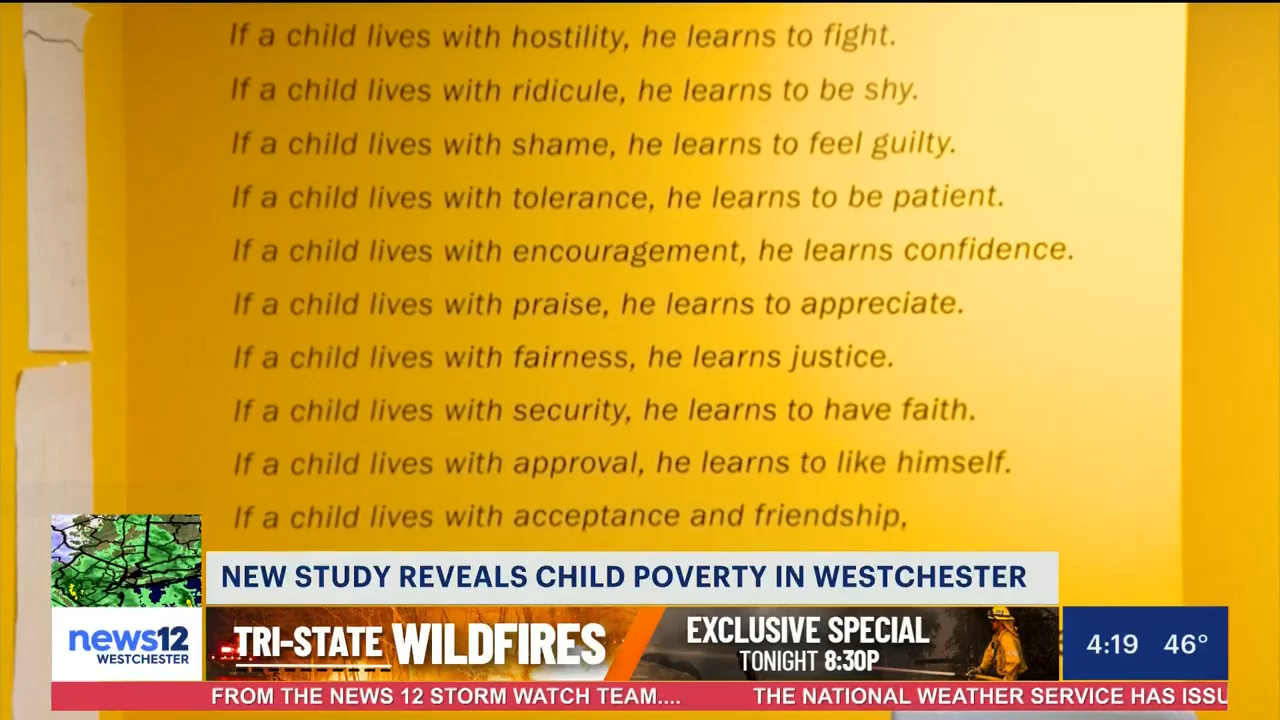 If a child lives with hostility, he learns to fight.
If a child lives with ridicule, he learns to be shy.
If a child lives with shame, he learns to feel guilty.
If a child lives with tolerance, he learns to be patient.
If a child lives with encouragement, he learns confidence.
If a child lives with praise, he learns to appreciate.
If a child lives with fairness, he learns justice.
If a child lives with security, he learns to have faith.
If a child lives with approval, he learns to like himself.
If a child lives with acceptance and friendship,
NEW STUDY REVEALS CHILD POVERTY IN WESTCHESTER
news12
WESTCHESTER
TRI-STATE WILDFIRES
EXCLUSIVE SPECIAL
TONIGHT 8:30P
4:19 46°
FROM THE NEWS 12 STORM WATCH TEAM.... THE NATIONAL WEATHER SERVICE HAS ISSU